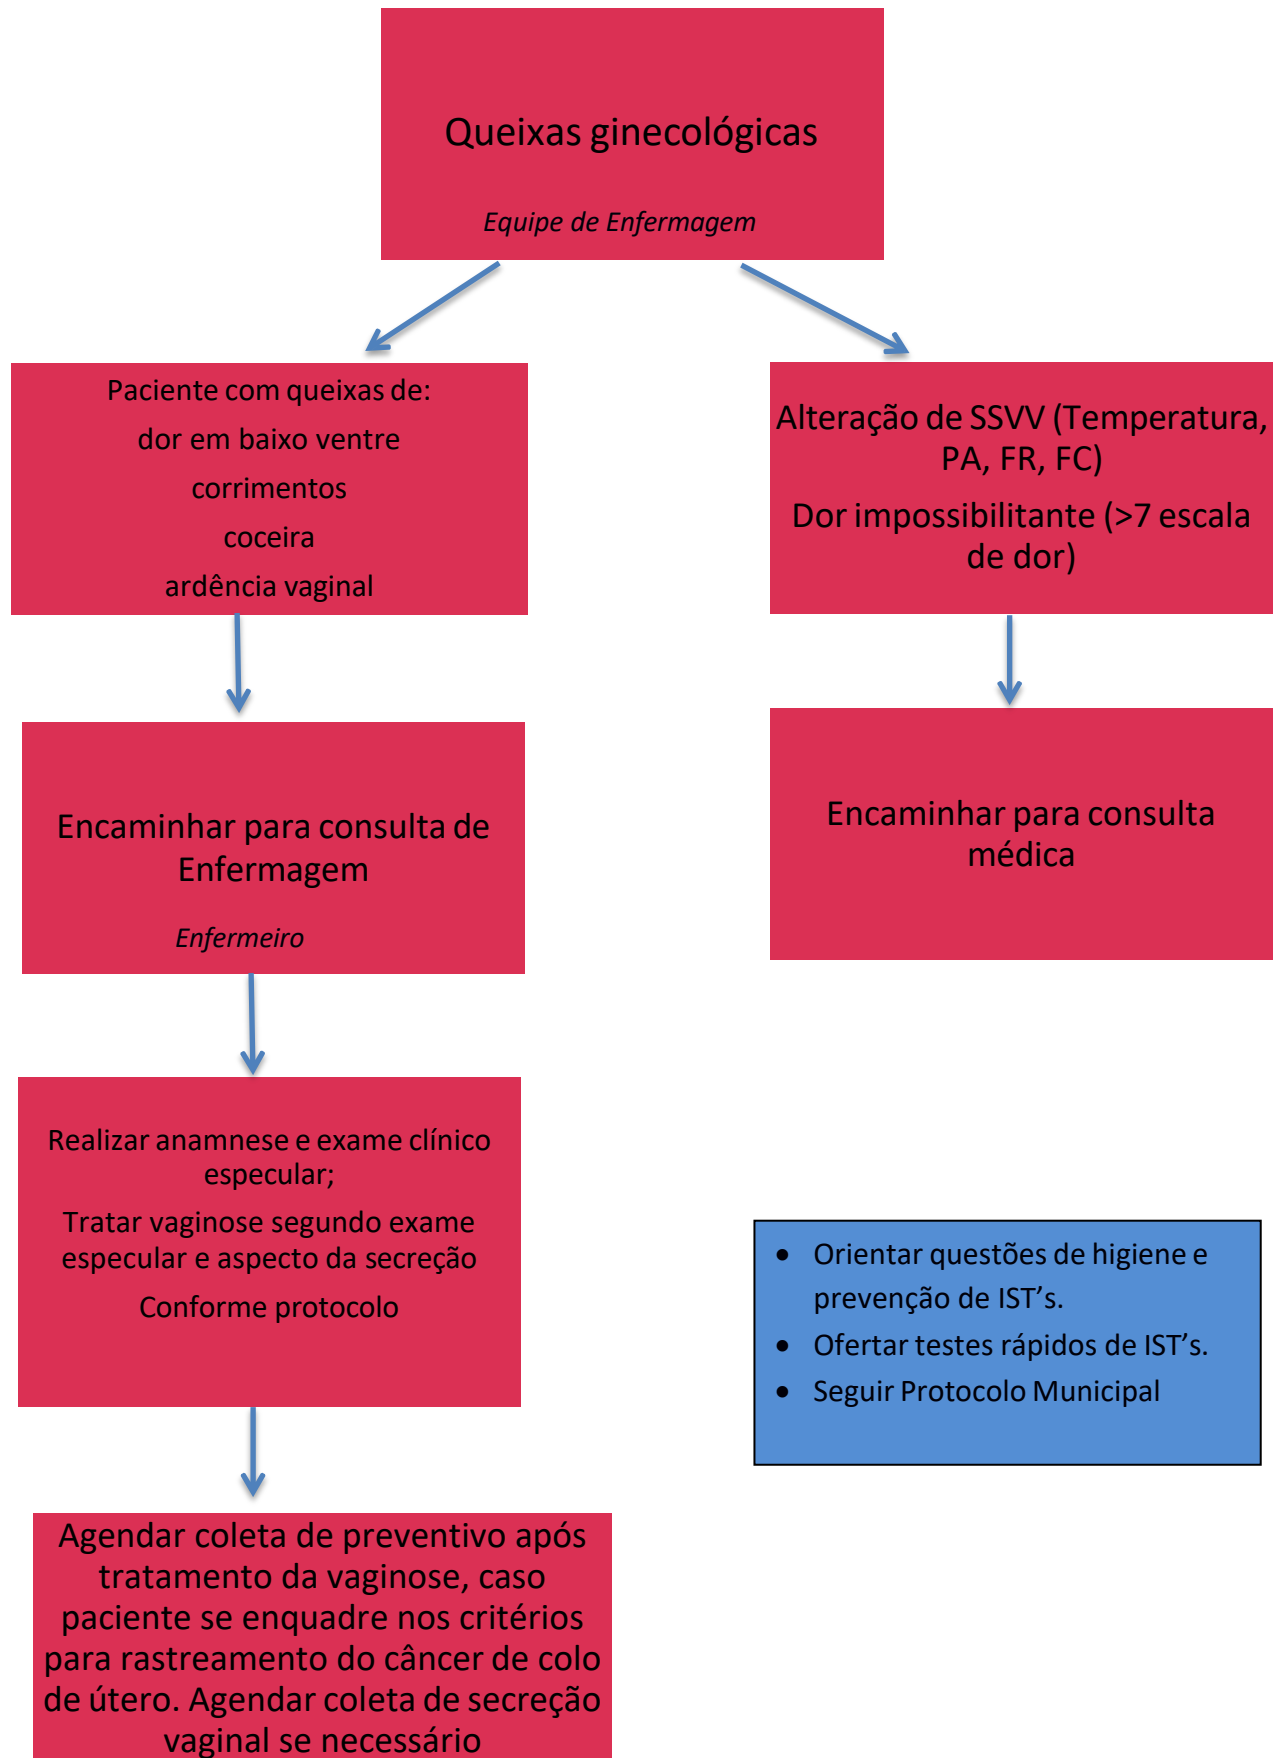 Queixas ginecológicas
Equipe de Enfermagem
Paciente com queixas de:
dor em baixo ventre
corrimentos
coceira
ardência vaginal
Alteração de SSVV (Temperatura,
PA, FR, FC)
Dor impossibilitante (>7 escala
de dor)
Encaminhar para consulta de
Enfermagem
Enfermeiro
Encaminhar para consulta
médica
Realizar anamnese e exame clínico
especular;
Tratar vaginose segundo exame
especular e aspecto da secreção
Conforme protocolo
• Orientar questões de higiene e
prevenção de IST’s.
• Ofertar testes rápidos de IST’s.
• Seguir Protocolo Municipal
Agendar coleta de preventivo após
tratamento da vaginose, caso
paciente se enquadre nos critérios
para rastreamento do câncer de colo
de útero. Agendar coleta de secreção
vaginal se necessário